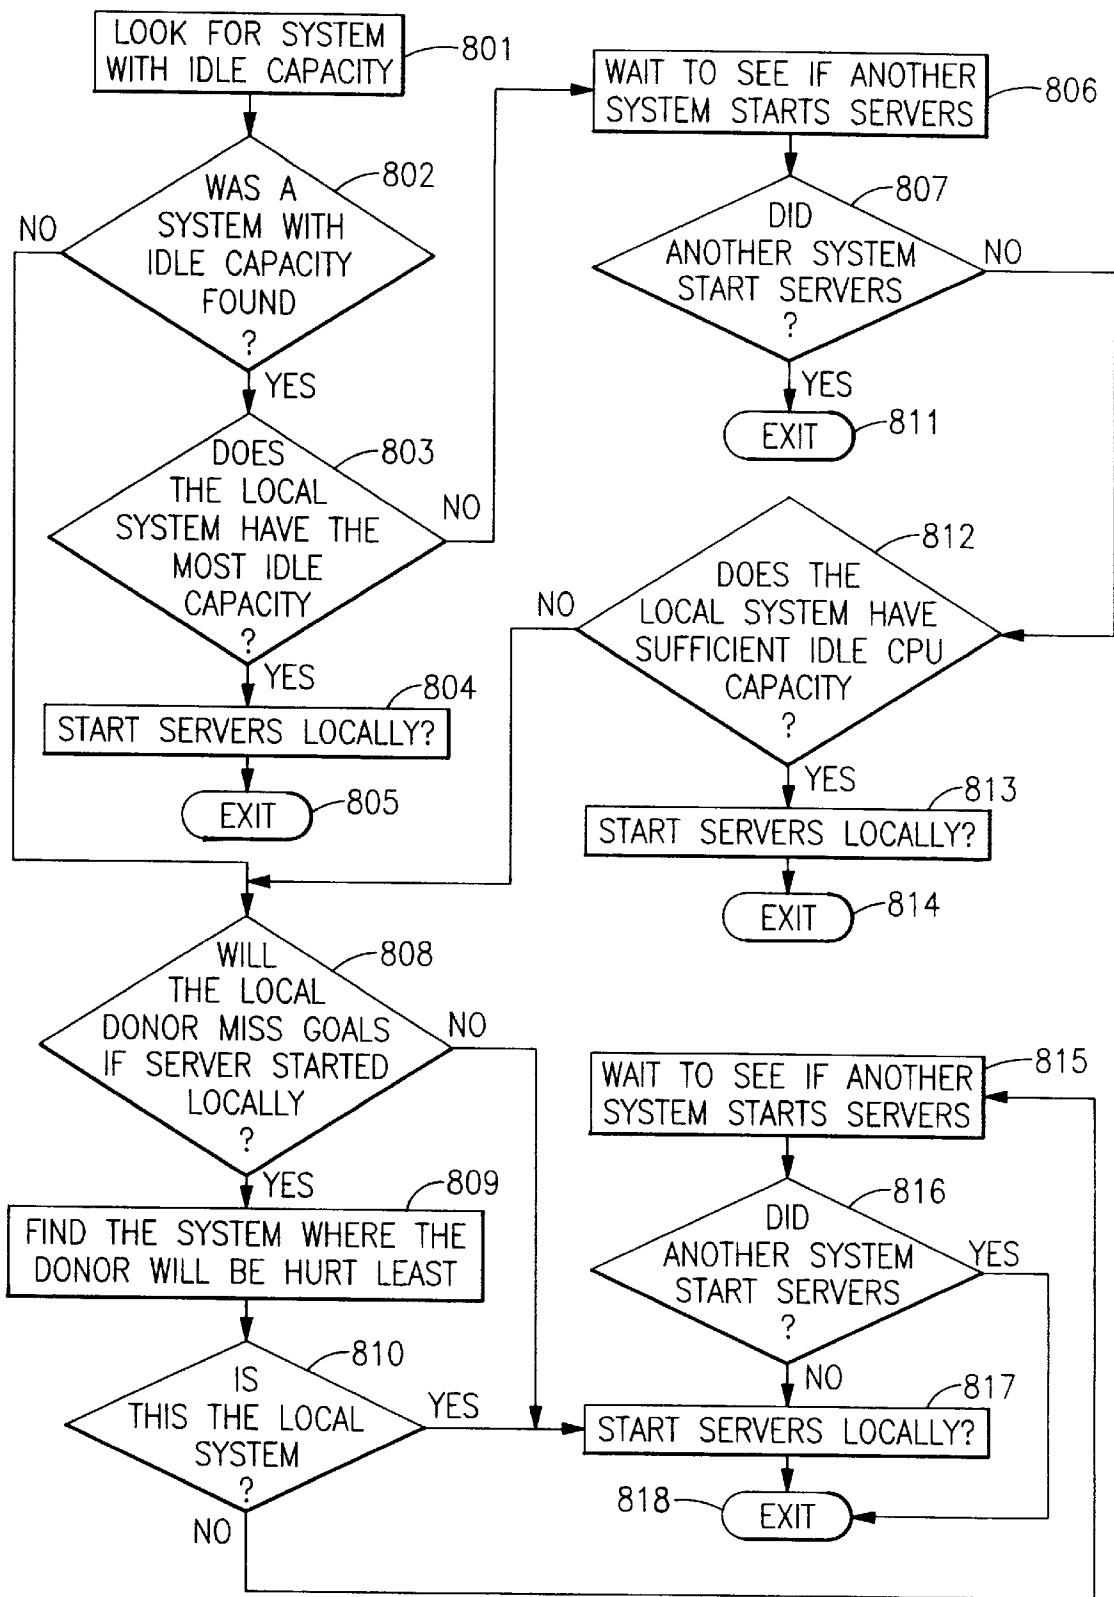 LOOK FOR SYSTEM
WITH IDLE CAPACITY
801
WAS A
SYSTEM WITH
IDLE CAPACITY
FOUND
?
802
NO
YES
DOES
THE LOCAL
SYSTEM HAVE THE
MOST IDLE
CAPACITY
?
803
NO
YES
804
START SERVERS LOCALLY?
EXIT
805
WAIT TO SEE IF ANOTHER
SYSTEM STARTS SERVERS
806
807
DID
ANOTHER SYSTEM
START SERVERS
?
NO
YES
EXIT
811
812
DOES THE
LOCAL SYSTEM HAVE
SUFFICIENT IDLE CPU
CAPACITY
?
NO
YES
813
START SERVERS LOCALLY?
EXIT
814
WILL
THE LOCAL
DONOR MISS GOALS
IF SERVER STARTED
LOCALLY
?
808
NO
YES
809
FIND THE SYSTEM WHERE THE
DONOR WILL BE HURT LEAST
810
IS
THIS THE LOCAL
SYSTEM
?
YES
NO
815
WAIT TO SEE IF ANOTHER
SYSTEM STARTS SERVERS
816
DID
ANOTHER SYSTEM
START SERVERS
?
YES
NO
817
START SERVERS LOCALLY?
818
EXIT